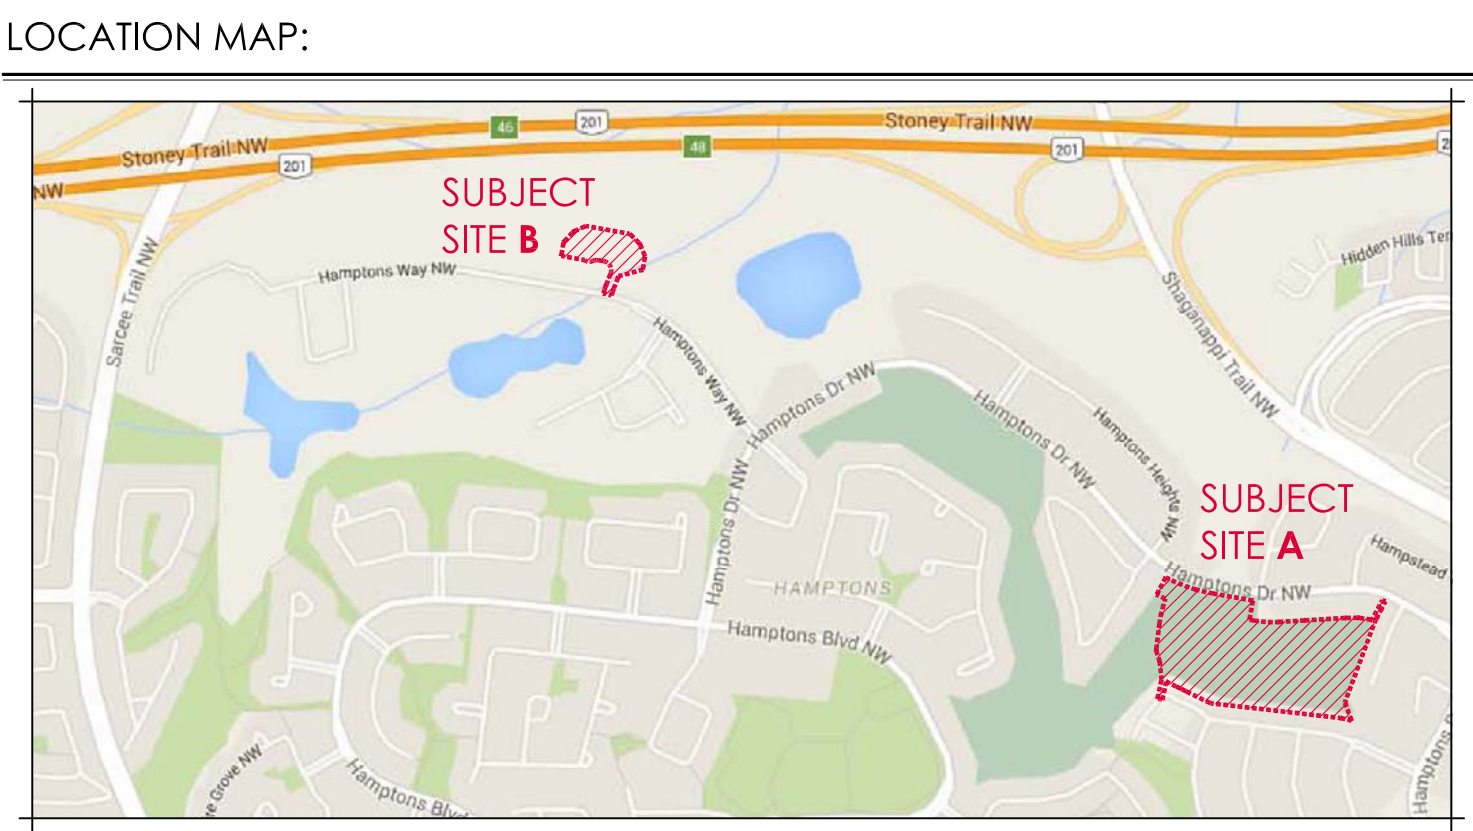 LOCATION MAP:
46
201
Stoney Trail NW
Stoney Trail NW
48
201
201
NW
SUBJECT
SITE B
Hamptons Way NW
Sarcee Trail NW
Hidden Hills Ter
Shaganappi Trail NW
Hamptons Way NW
Hamptons Dr NW
Hamptons Dr NW
Hamptons Heights NW
Hamptons Dr NW
SUBJECT
SITE A
Hampstead
Hamptons Dr NW
HAMPTONS
Hamptons Blvd NW
Grove NW
Hamptons Blvd
Hamptons